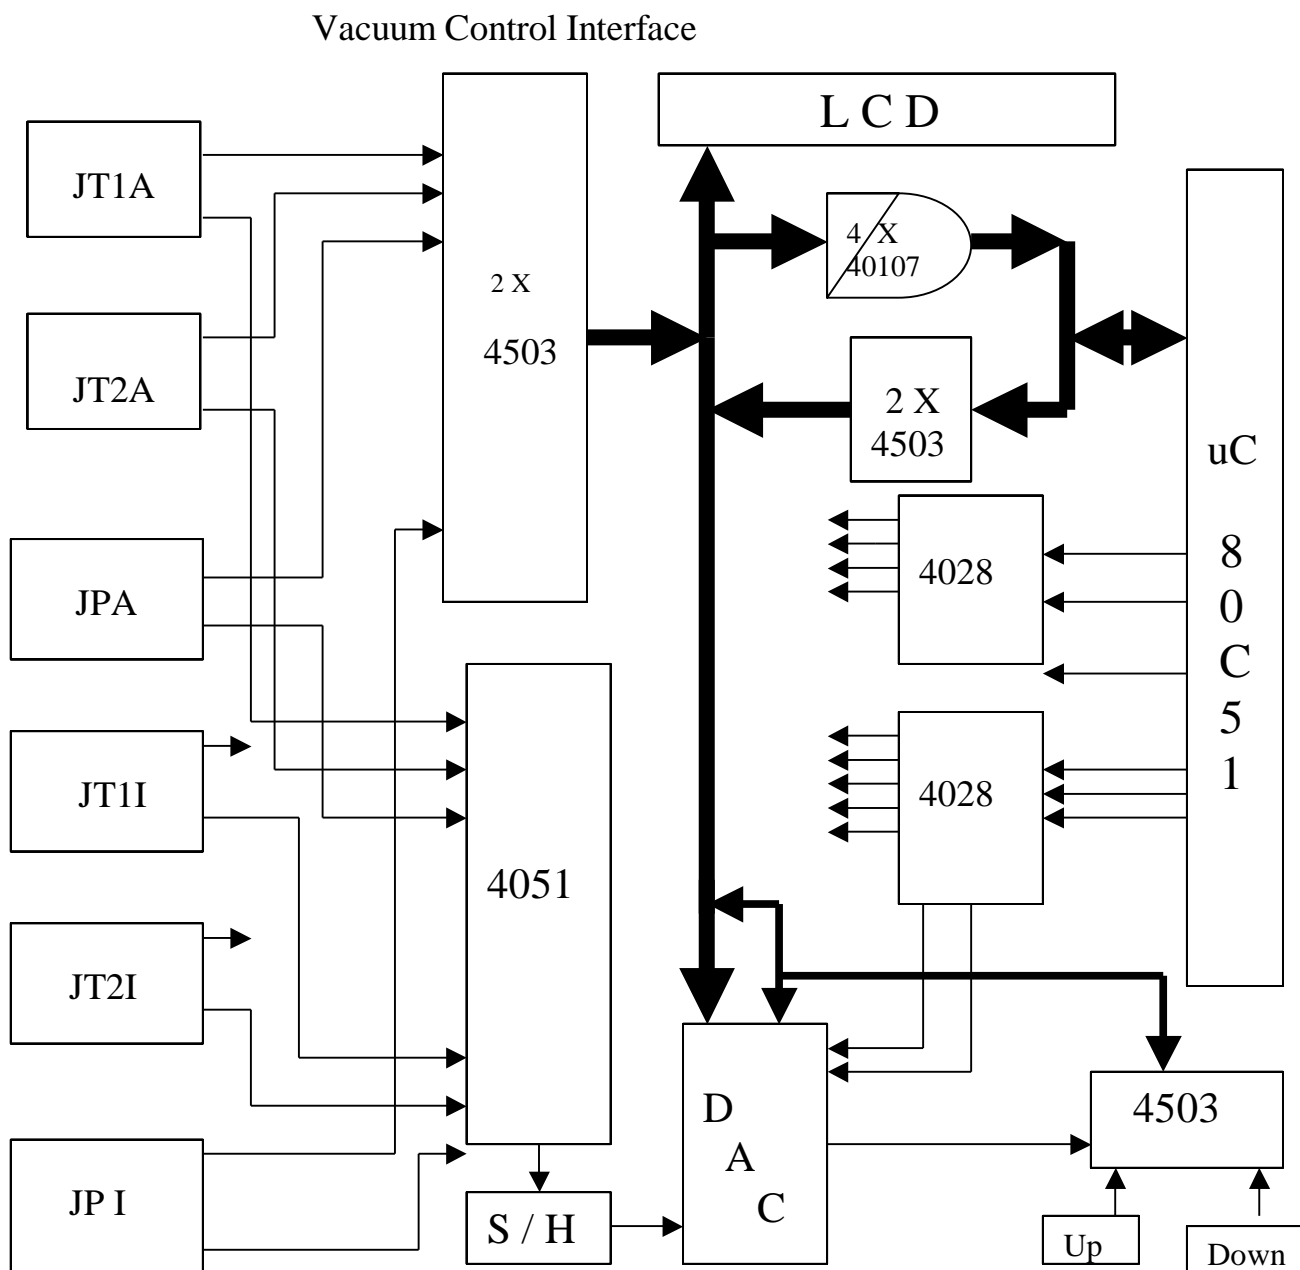 Vacuum Control Interface
L C D
JT1A
4 X
40107
2 X
4503
JT2A
2 X
4503
uC
8
0
C
5
1
4028
JPA
JT1I
4028
4051
JT2I
D
A
C
4503
JP I
S / H
Up
Down